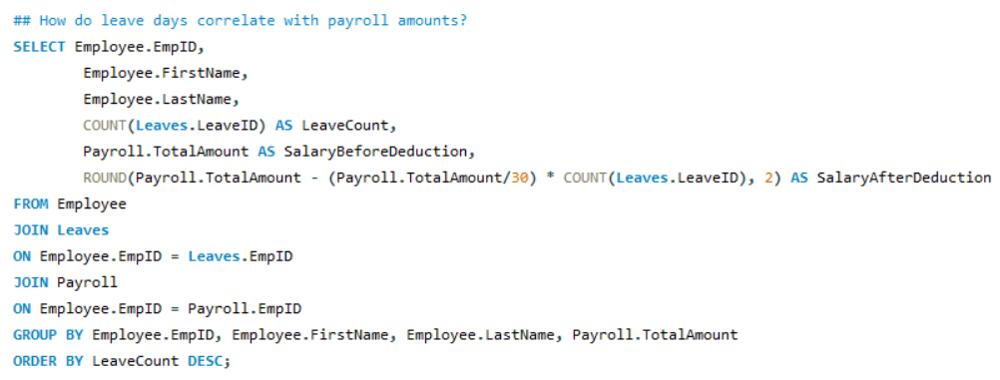 ## How do leave days correlate with payroll amounts?
SELECT Employee.EmpID,
Employee.FirstName,
Employee.LastName,
COUNT(Leaves.LeaveID) AS LeaveCount,
Payroll.TotalAmount AS SalaryBeforeDeduction,
ROUND(Payroll.TotalAmount - (Payroll.TotalAmount/30) * COUNT(Leaves.LeaveID), 2) AS SalaryAfterDeduction
FROM Employee
JOIN Leaves
ON Employee.EmpID = Leaves.EmpID
JOIN Payroll
ON Employee.EmpID = Payroll.EmpID
GROUP BY Employee.EmpID, Employee.FirstName, Employee.LastName, Payroll.TotalAmount
ORDER BY LeaveCount DESC;